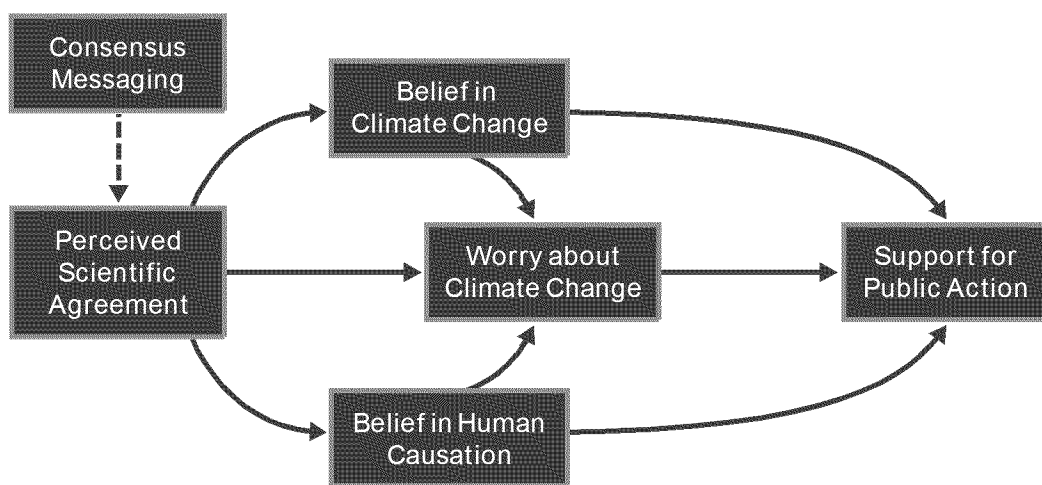 Consensus
Messaging
Belief in
Climate Change
Perceived
Scientific
Agreement
Worry about
Climate Change
Support for
Public Action
Belief in Human
Causation